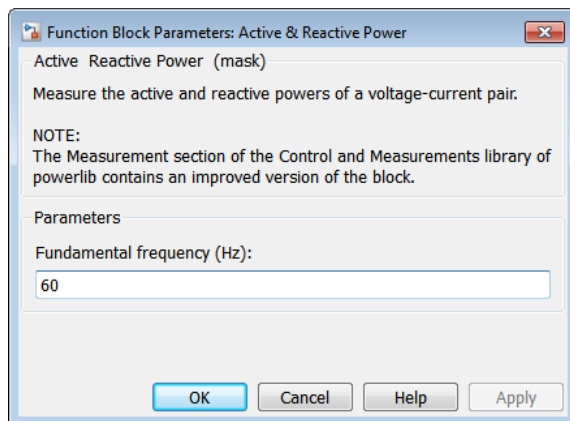 Function Block Parameters: Active & Reactive Power
Active Reactive Power (mask)
Measure the active and reactive powers of a voltage-current pair.
NOTE:
The Measurement section of the Control and Measurements library of
powerlib contains an improved version of the block.
Parameters
Fundamental frequency (Hz):
60
OK Cancel Help Apply